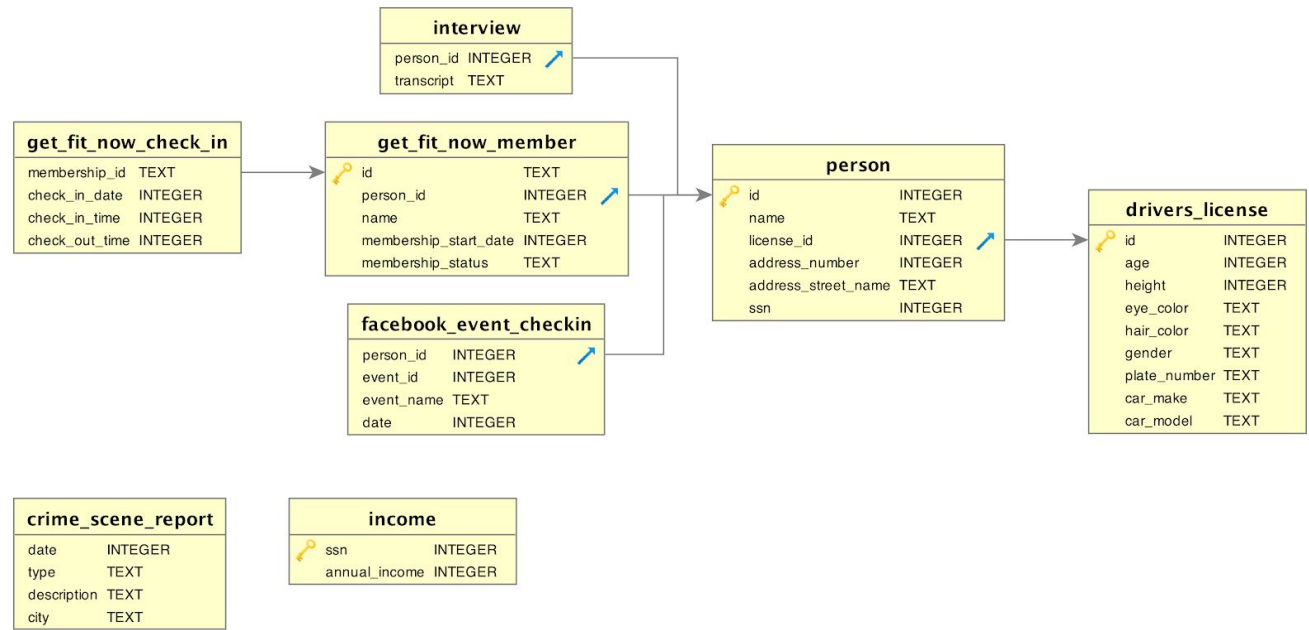 interview
person_id INTEGER
transcript TEXT
get_fit_now_check_in
membership_id TEXT
check_in_date INTEGER
check_in_time INTEGER
check_out_time INTEGER
get_fit_now_member
id TEXT
person_id INTEGER
name TEXT
membership_start_date INTEGER
membership_status TEXT
facebook_event_checkin
person_id INTEGER
event_id INTEGER
event_name TEXT
date INTEGER
person
id INTEGER
name TEXT
license_id INTEGER
address_number INTEGER
address_street_name TEXT
ssn INTEGER
drivers_license
id INTEGER
age INTEGER
height INTEGER
eye_color TEXT
hair_color TEXT
gender TEXT
plate_number TEXT
car_make TEXT
car_model TEXT
crime_scene_report
date INTEGER
type TEXT
description TEXT
city TEXT
income
ssn INTEGER
annual_income INTEGER